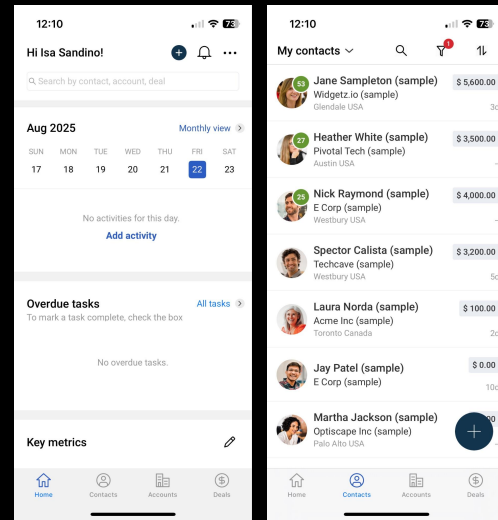 12:10
73
Hi Isa Sandino!
Search by contact, account, deal
Aug 2025
Monthly view
SUN MON TUE WED THU FRI SAT
17 18 19 20 21 22 23
No activities for this day.
Add activity
Overdue tasks
All tasks
To mark a task complete, check the box
No overdue tasks.
Key metrics
Home Contacts Accounts Deals
12:10
73
My contacts
1
53
Jane Sampleton (sample)
$ 5,600.00
Widgetz.io (sample)
Glendale USA
27
Heather White (sample)
$ 3,500.00
Pivotal Tech (sample)
Austin USA
25
Nick Raymond (sample)
$ 4,000.00
E Corp (sample)
Westbury USA
Spector Calista (sample)
$ 3,200.00
Techcave (sample)
Westbury USA
Laura Norda (sample)
$ 100.00
Acme Inc (sample)
Toronto Canada
Jay Patel (sample)
$ 0.00
E Corp (sample)
Martha Jackson (sample)
Optiscape Inc (sample)
Palo Alto USA
Home Contacts Accounts Deals